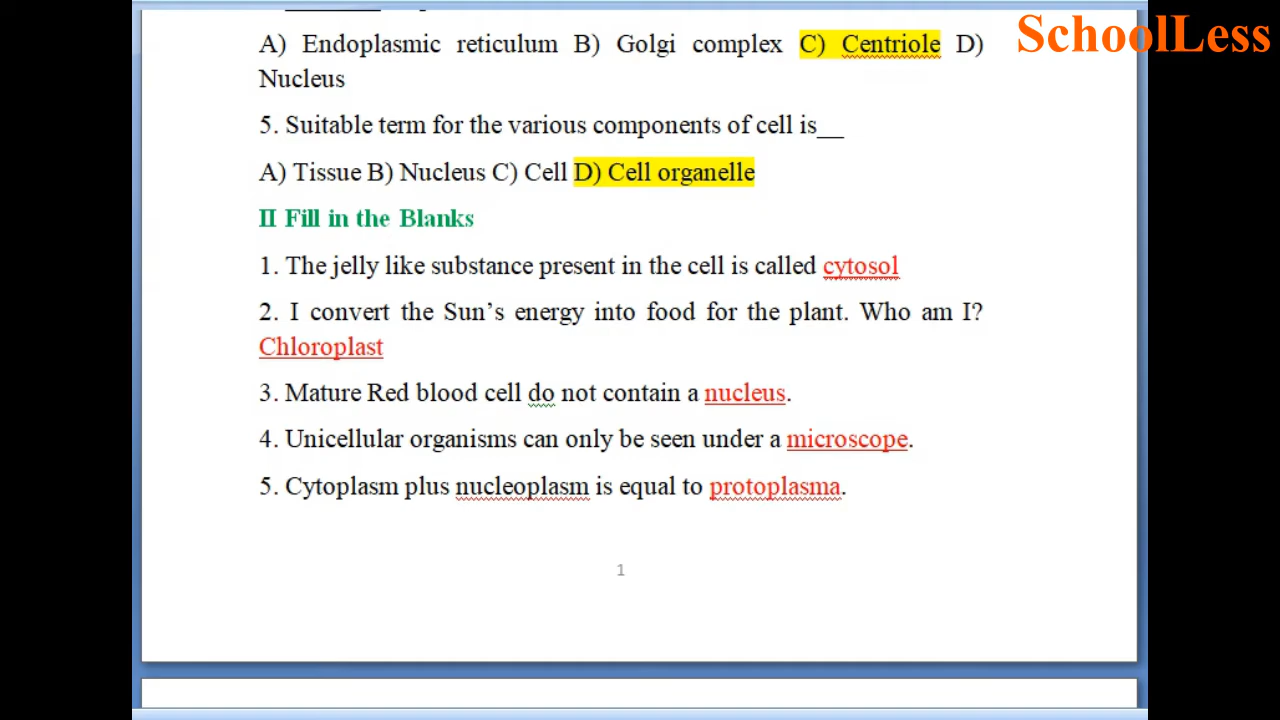 SchoolLess
A) Endoplasmic reticulum B) Golgi complex C) Centriole D)
Nucleus
5. Suitable term for the various components of cell is__
A) Tissue B) Nucleus C) Cell D) Cell organelle
II Fill in the Blanks
1. The jelly like substance present in the cell is called cytosol
2. I convert the Sun’s energy into food for the plant. Who am I?
Chloroplast
3. Mature Red blood cell do not contain a nucleus.
4. Unicellular organisms can only be seen under a microscope.
5. Cytoplasm plus nucleoplasm is equal to protoplasma.
1